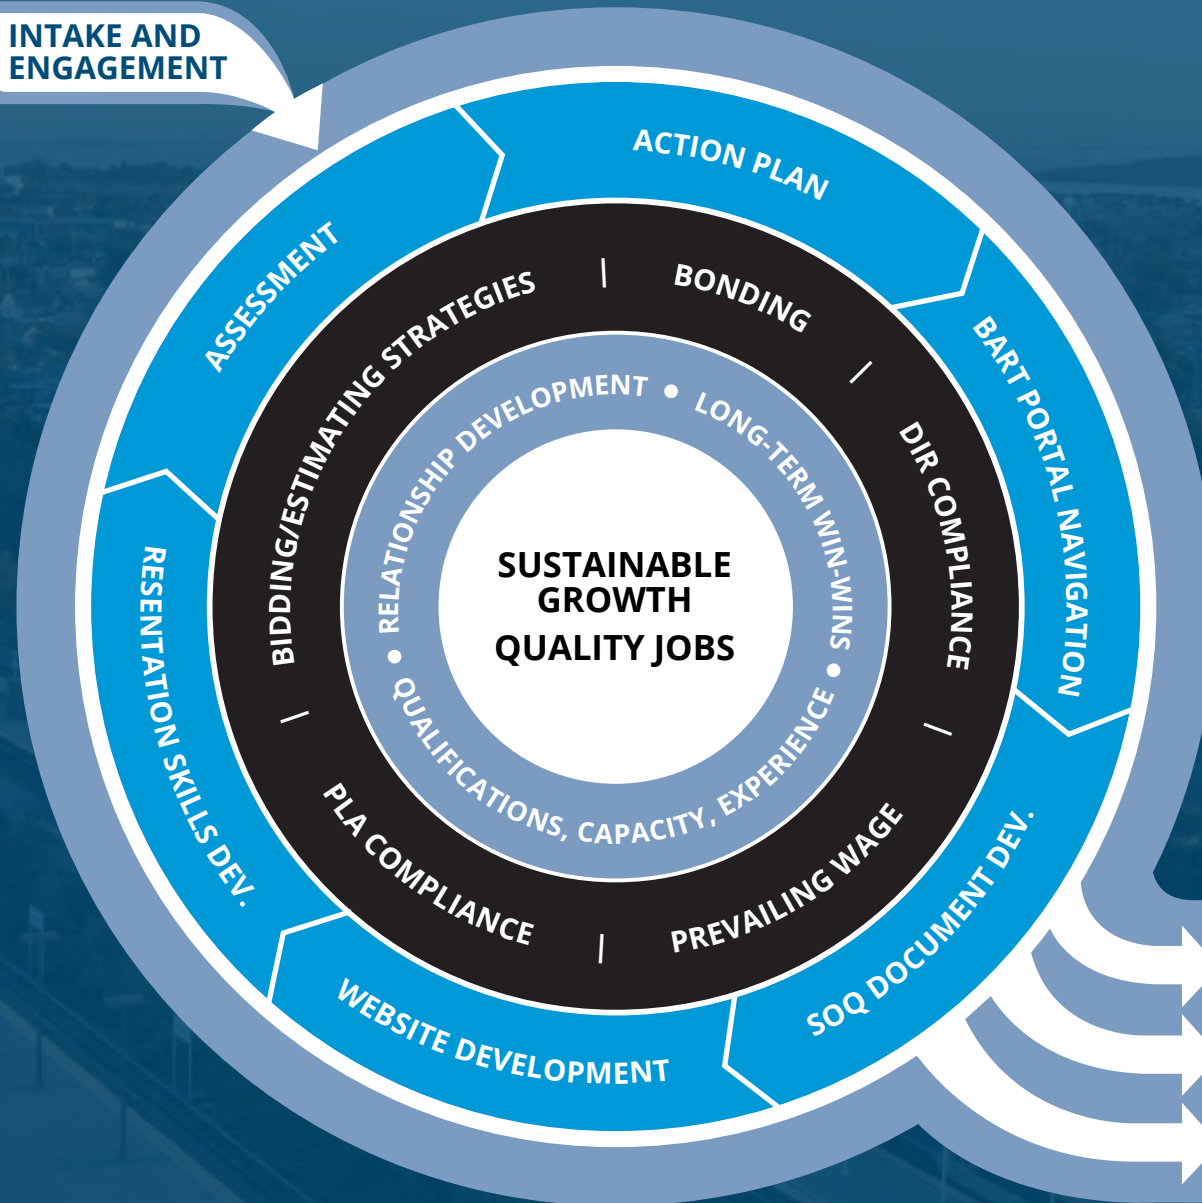 INTAKE AND
ENGAGEMENT
ASSESSMENT
ACTION PLAN
BART PORTAL NAVIGATION
SOQ DOCUMENT DEV.
WEBSITE DEVELOPMENT
RESENTATION SKILLS DEV.
BIDDING/ESTIMATING STRATEGIES
|
BONDING
|
DIR COMPLIANCE
|
PREVAILING WAGE
|
PLA COMPLIANCE
|
• RELATIONSHIP DEVELOPMENT
• LONG-TERM WIN-WINS
• QUALIFICATIONS, CAPACITY, EXPERIENCE
SUSTAINABLE
GROWTH
QUALITY JOBS